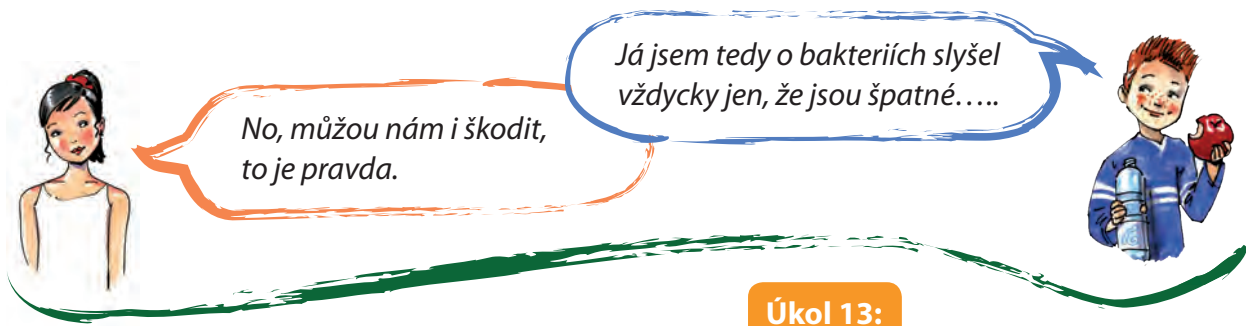 Já jsem tedy o bakteriích slyšel
vždycky jen, že jsou špatné…..
No, můžou nám i škodit,
to je pravda.
Úkol 13: